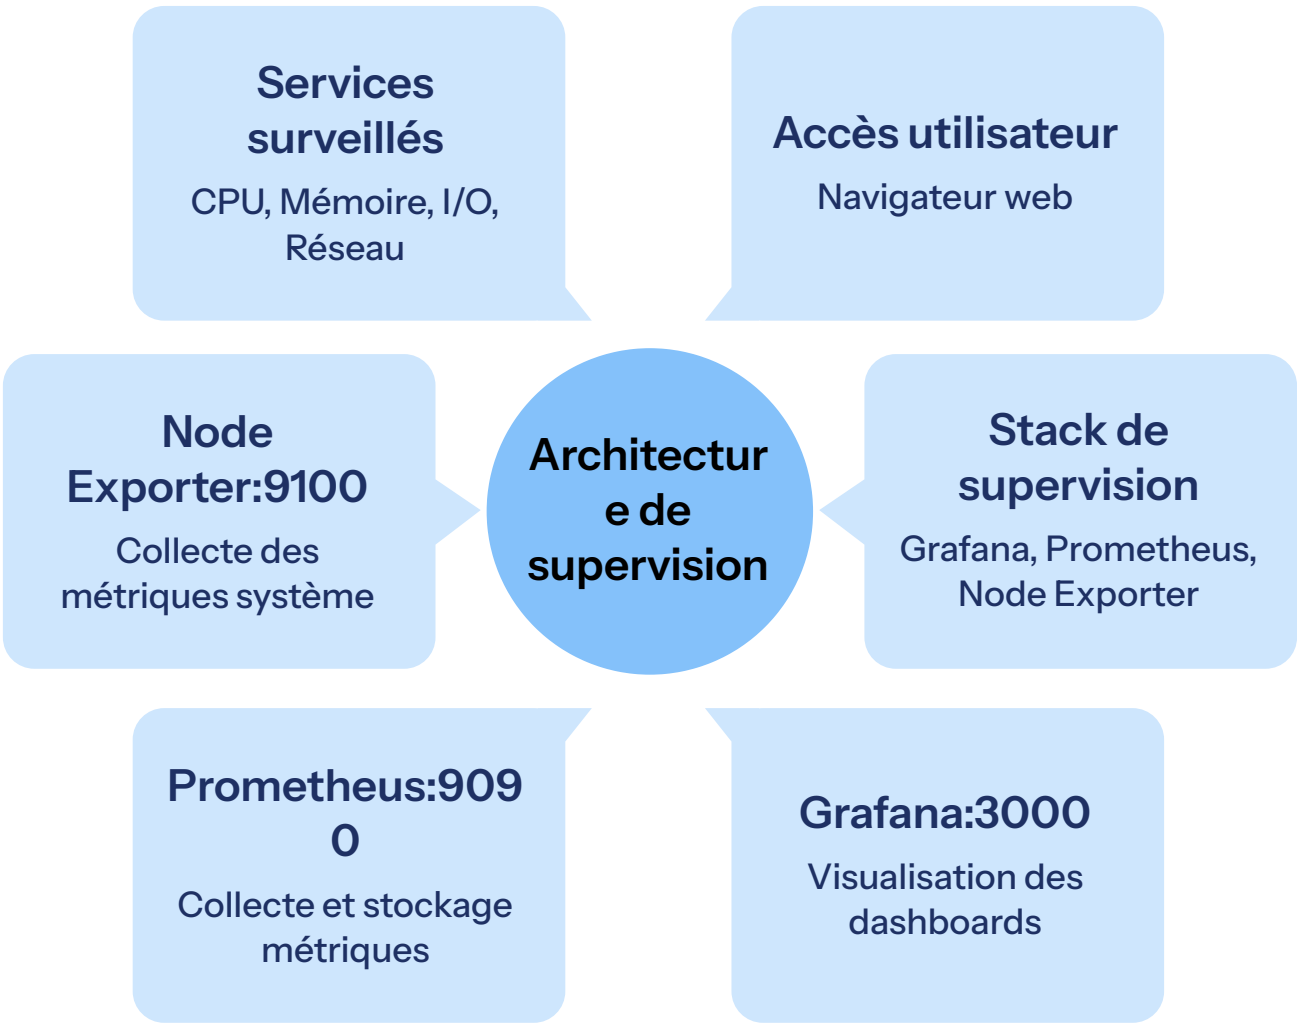 Services
surveillés
CPU, Mémoire, I/O,
Réseau
Accès utilisateur
Navigateur web
Node
Exporter:9100
Collecte des
métriques système
Architectur
e de
supervision
Stack de
supervision
Grafana, Prometheus,
Node Exporter
Prometheus:909
0
Collecte et stockage
métriques
Grafana:3000
Visualisation des
dashboards